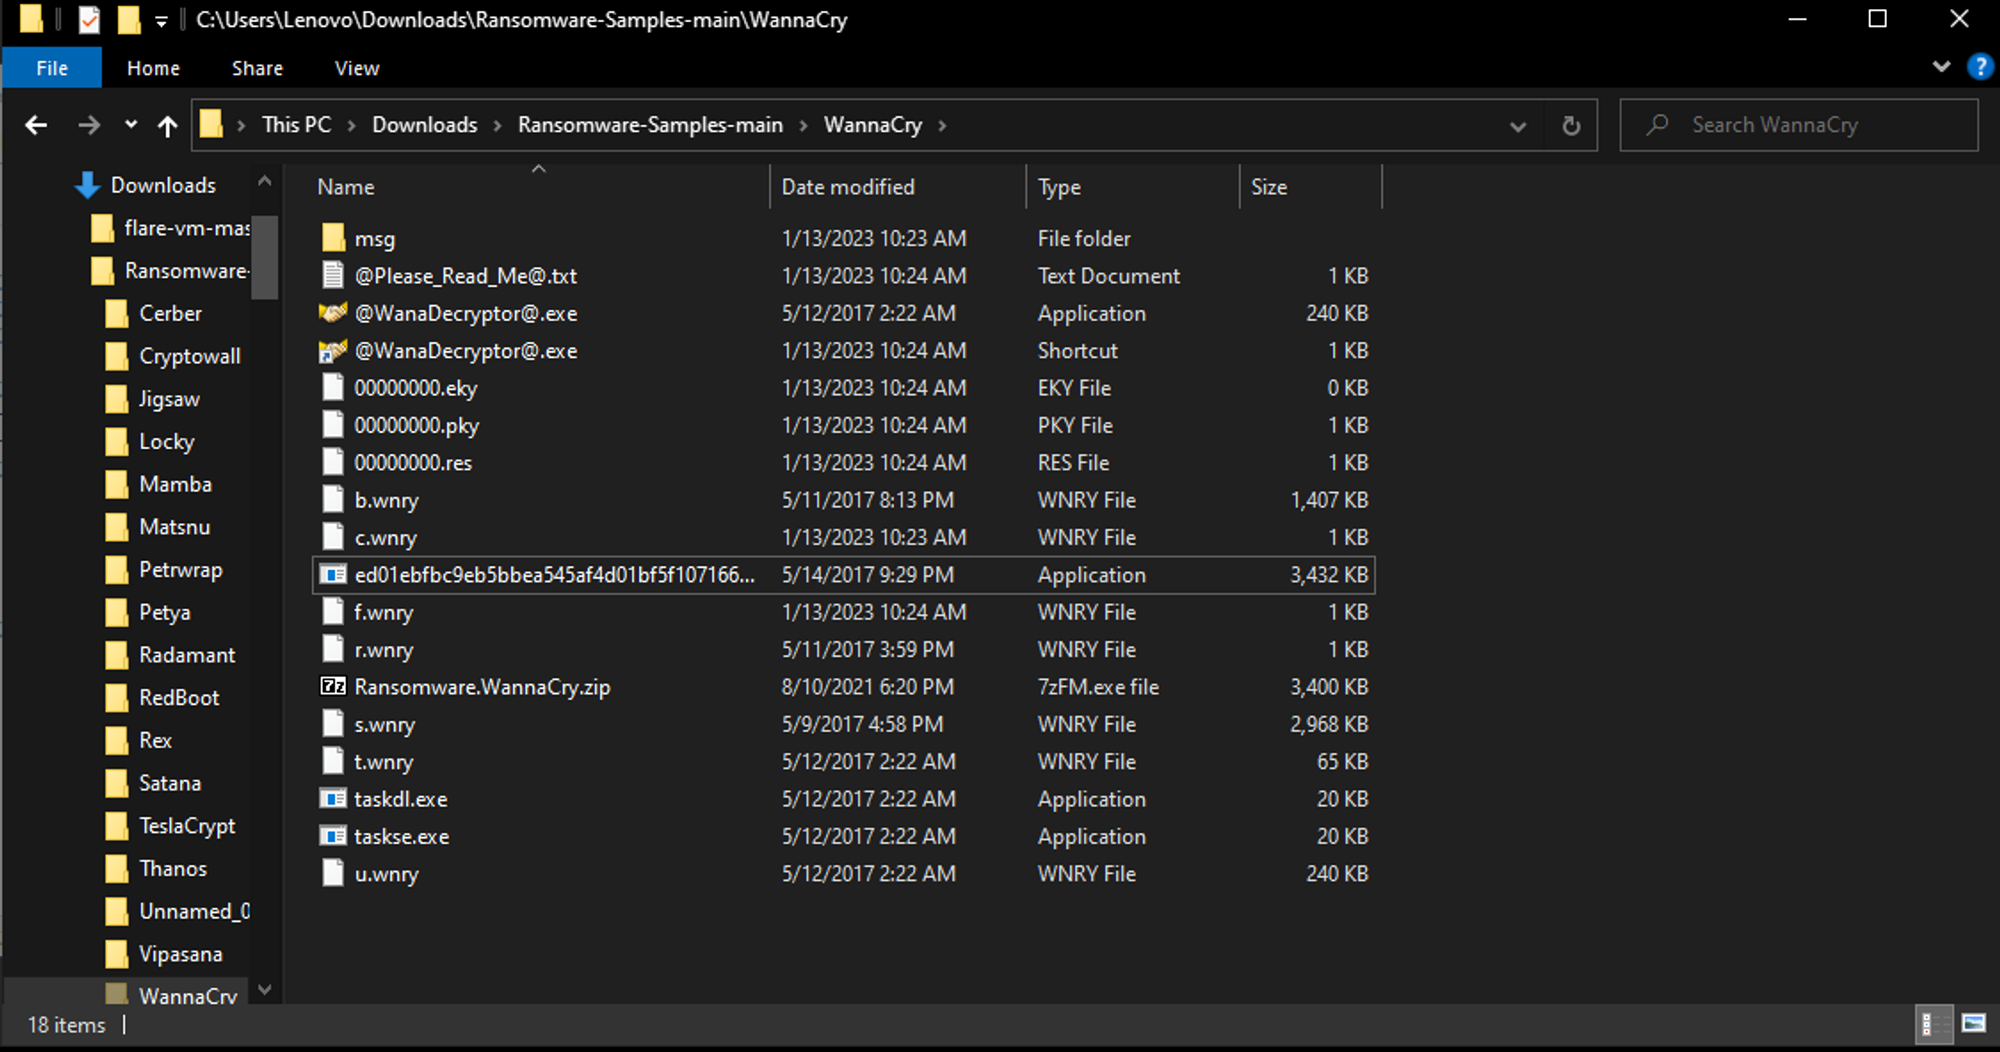 C:\Users\Lenovo\Downloads\Ransomware-Samples-main\WannaCry
File Home Share View
This PC Downloads Ransomware-Samples-main WannaCry Search WannaCry
Downloads
flare-vm-mas
Ransomware-
Cerber
Cryptowall
Jigsaw
Locky
Mamba
Matsnu
Petrwrap
Petya
Radamant
RedBoot
Rex
Satana
TeslaCrypt
Thanos
Unnamed_0
Vipasana
WannaCry
Name Date modified Type Size
msg 1/13/2023 10:23 AM File folder
@Please_Read_Me@.txt 1/13/2023 10:24 AM Text Document 1 KB
@WanaDecryptor@.exe 5/12/2017 2:22 AM Application 240 KB
@WanaDecryptor@.exe 1/13/2023 10:24 AM Shortcut 1 KB
00000000.eky 1/13/2023 10:24 AM EKY File 0 KB
00000000.pky 1/13/2023 10:24 AM PKY File 1 KB
00000000.res 1/13/2023 10:24 AM RES File 1 KB
b.wnry 5/11/2017 8:13 PM WNRY File 1,407 KB
c.wnry 1/13/2023 10:23 AM WNRY File 1 KB
ed01ebfbc9eb5bbea545af4d01bf5f107166... 5/14/2017 9:29 PM Application 3,432 KB
f.wnry 1/13/2023 10:24 AM WNRY File 1 KB
r.wnry 5/11/2017 3:59 PM WNRY File 1 KB
7z Ransomware.WannaCry.zip 8/10/2021 6:20 PM 7zFM.exe file 3,400 KB
s.wnry 5/9/2017 4:58 PM WNRY File 2,968 KB
t.wnry 5/12/2017 2:22 AM WNRY File 65 KB
taskdl.exe 5/12/2017 2:22 AM Application 20 KB
taskse.exe 5/12/2017 2:22 AM Application 20 KB
u.wnry 5/12/2017 2:22 AM WNRY File 240 KB
18 items